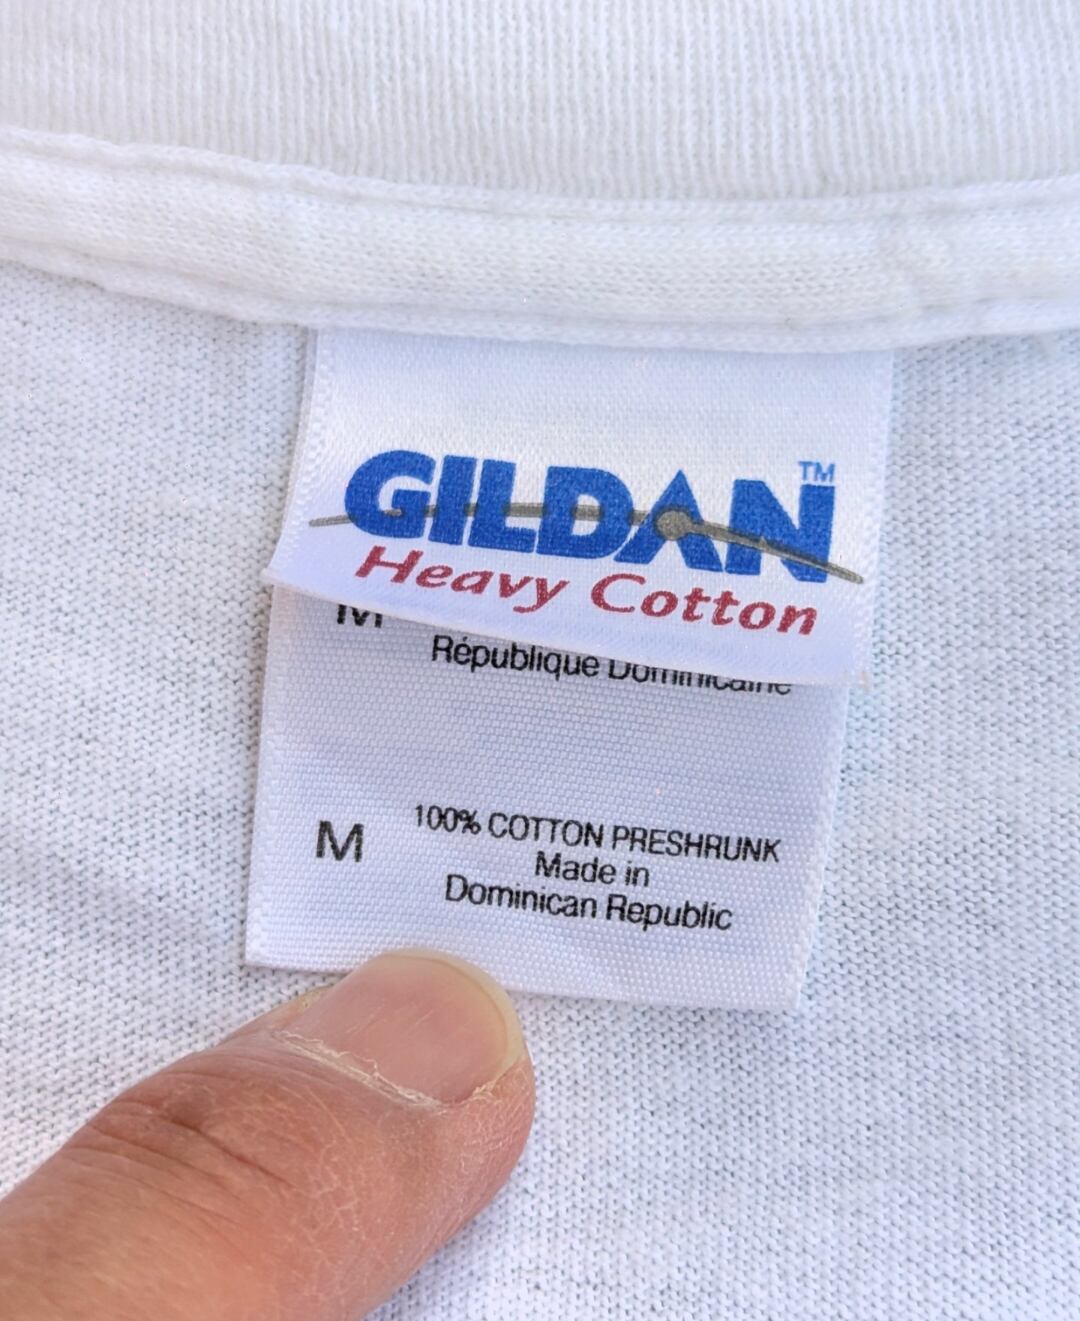 GILDAN™
Heavy Cotton
M
République Dominicaine
100% COTTON PRESHRUNK
M
Made in
Dominican Republic